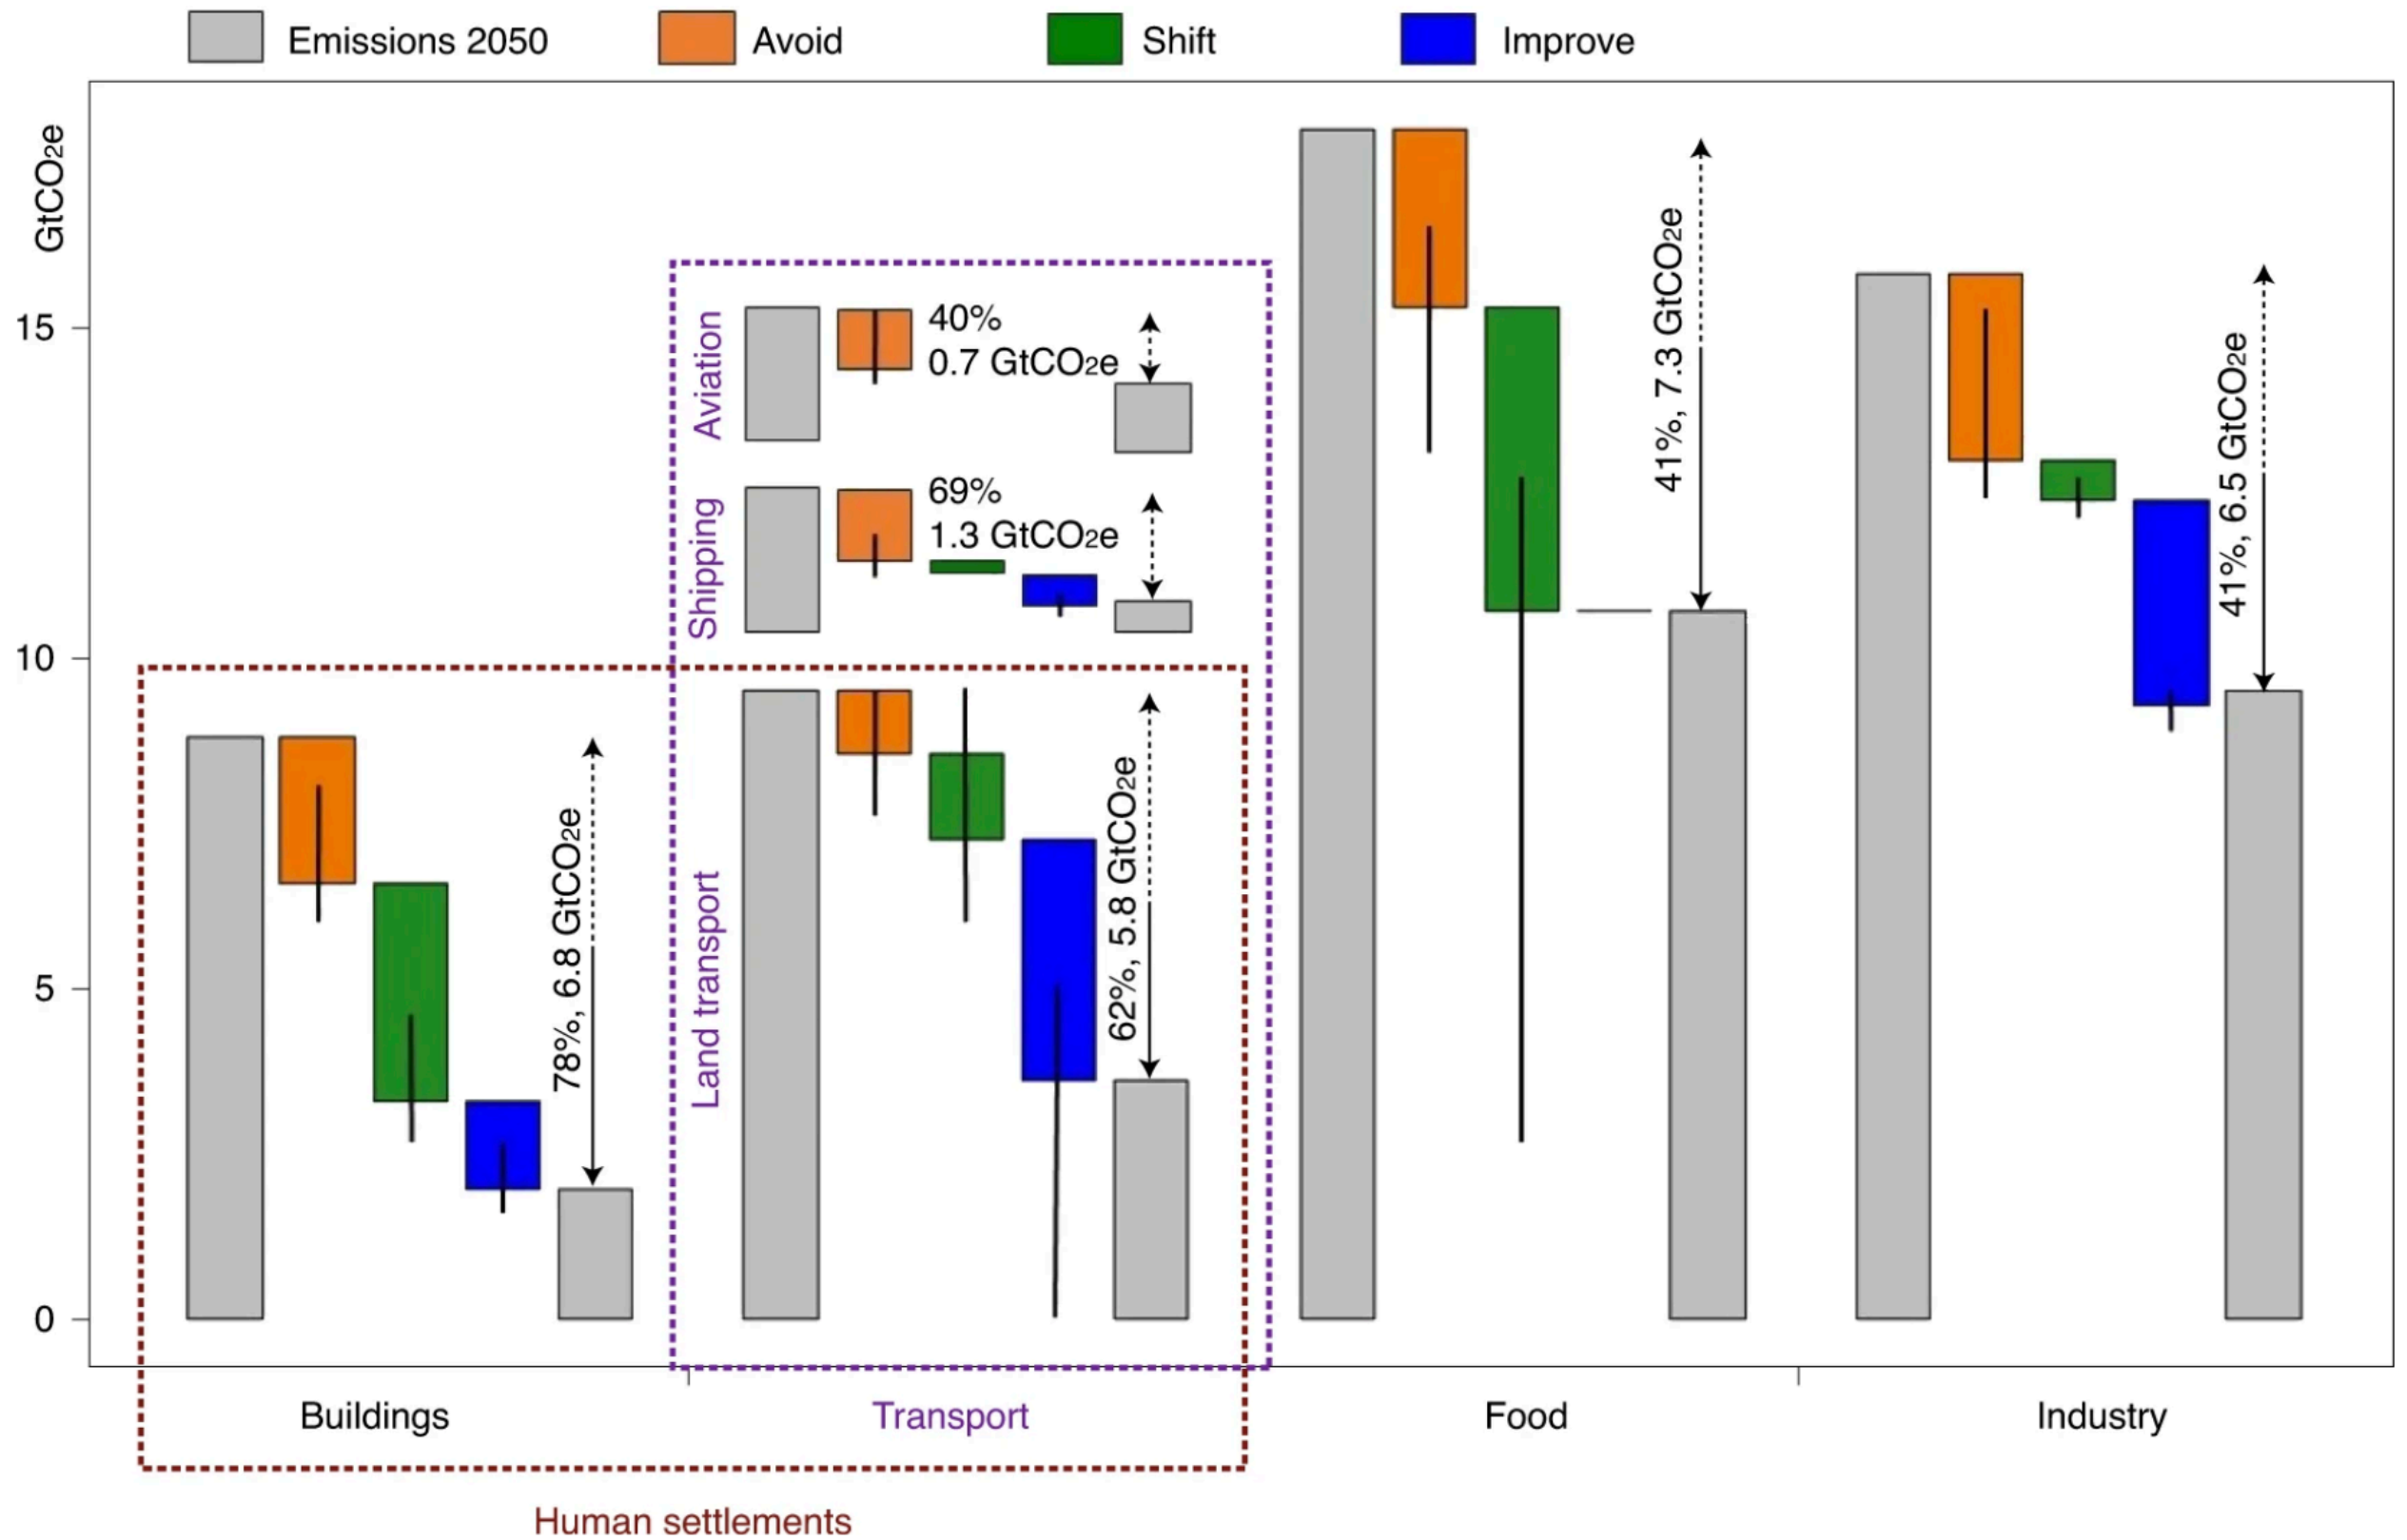 Emissions 2050
Avoid
Shift
Improve
GtCO2e
15
10
5
0
Aviation
40%
0.7 GtCO2e
Shipping
69%
1.3 GtCO2e
Land transport
78%, 6.8 GtCO2e
62%, 5.8 GtCO2e
41%, 7.3 GtCO2e
41%, 6.5 GtCO2e
Buildings
Transport
Food
Industry
Human settlements